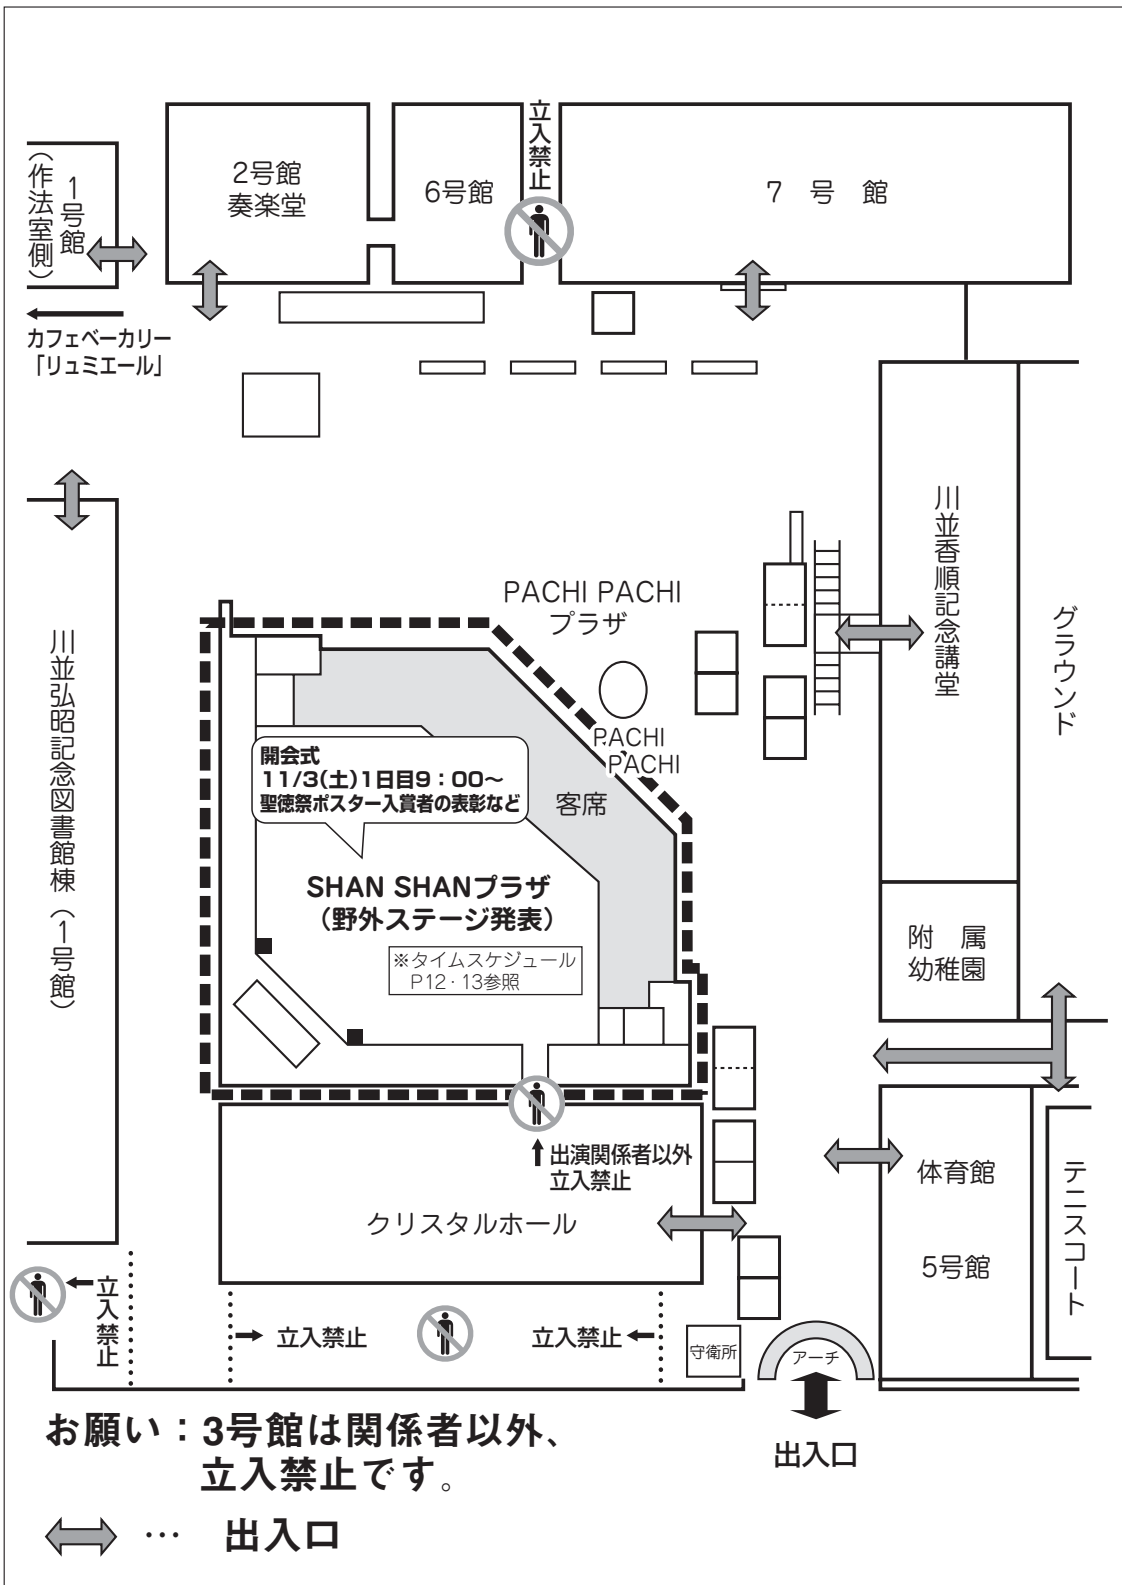 立入禁止
2号館
奏楽堂
6号館
7 号 館
1号館
(作法室側)
カフェベーカリー
「リュミエール」
川並香順記念講堂
グラウンド
PACHI PACHI
プラザ
PACHI
PACHI
川並弘昭記念図書館棟(1号館)
開会式
11/3(土)1日目9:00~
聖徳祭ポスター入賞者の表彰など
客席
SHAN SHANプラザ
(野外ステージ発表)
※タイムスケジュール
P12・13参照
附 属
幼稚園
出演関係者以外
立入禁止
クリスタルホール
体育館
5号館
テニスコート
立入禁止
立入禁止
立入禁止
守衛所
アーチ
出入口
お願い:3号館は関係者以外、
立入禁止です。
… 出入口